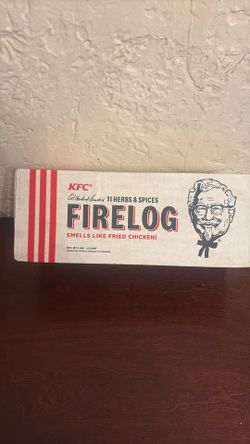 KFC®
Col. Harland Sanders 11 HERBS & SPICES
FIRELOG
SMELLS LIKE FRIED CHICKEN!